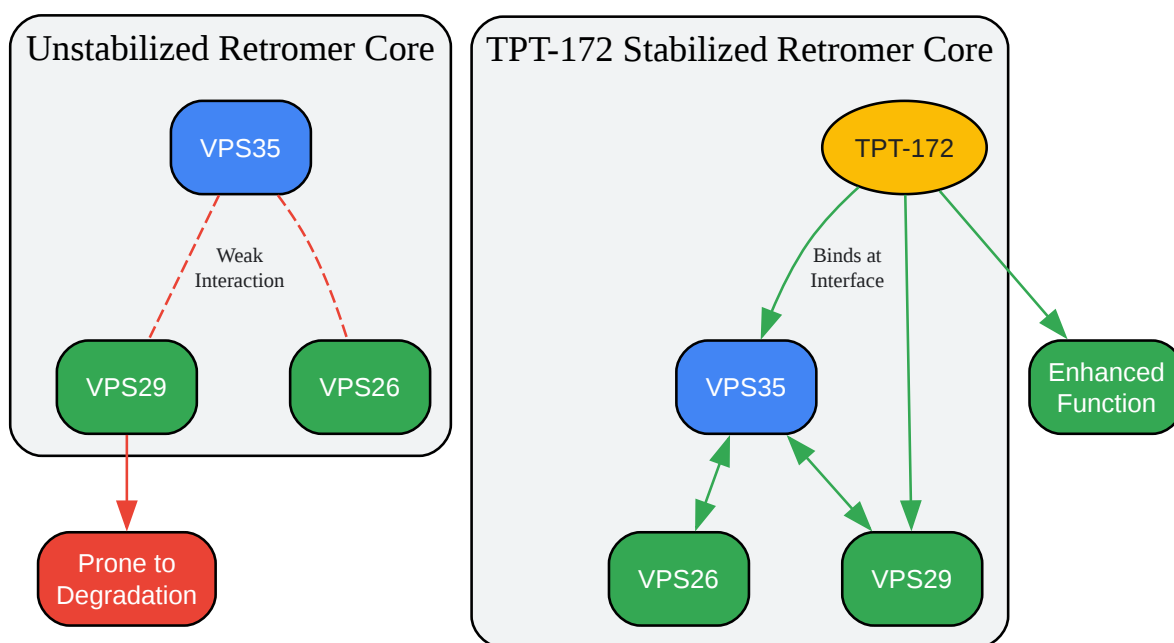 Unstabilized Retromer Core
VPS35
Weak
Interaction
VPS29
VPS26
Prone to
Degradation
TPT-172 Stabilized Retromer Core
TPT-172
Binds at
Interface
VPS35
Enhanced
Function
VPS26
VPS29